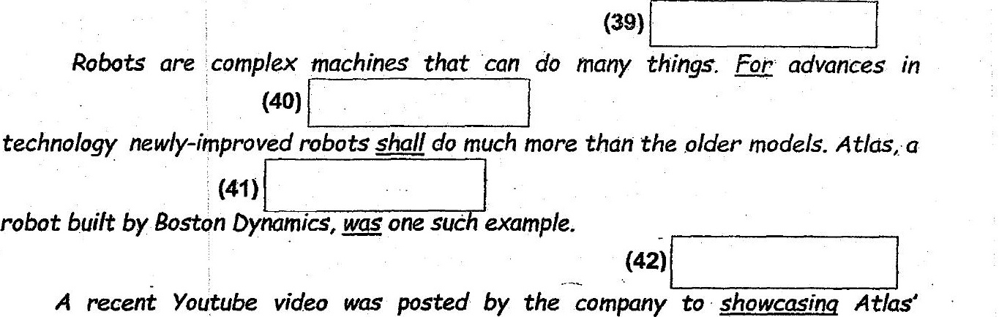 (39)
Robots are complex machines that can do many things. For advances in
(40)
technology newly-improved robots shall do much more than the older models. Atlas, a
(41)
robot built by Boston Dynamics, was one such example.
(42)
A recent Youtube video was posted by the company to showcasing Atlas'